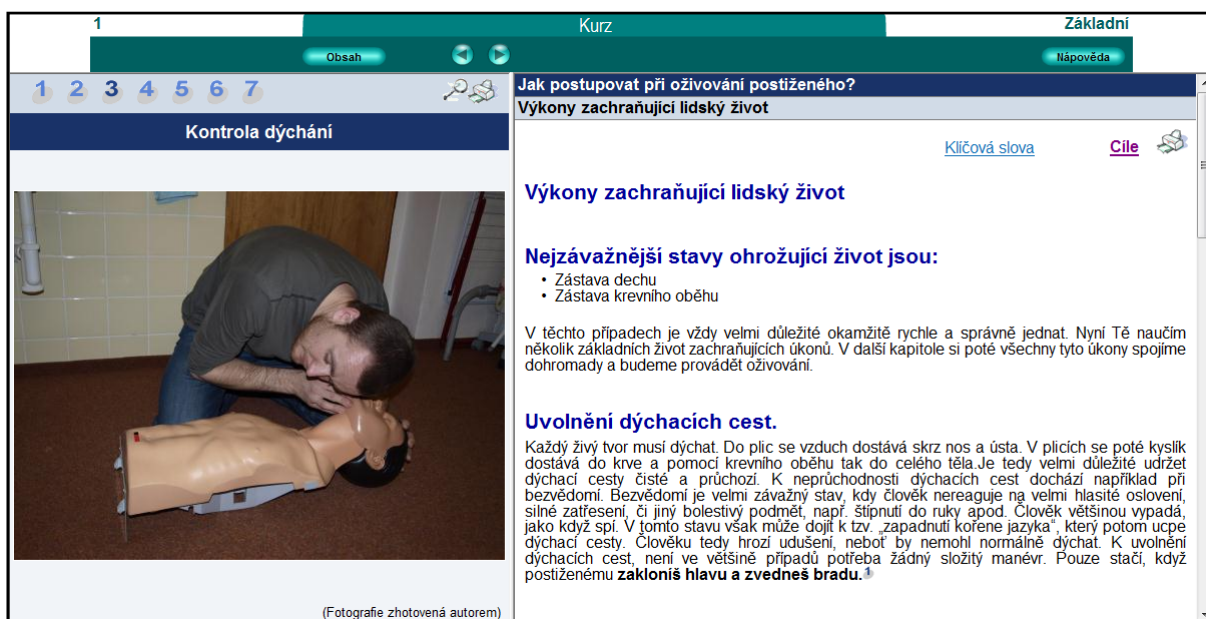 1
Kurz
Základní
Obsah
Nápověda
1 2 3 4 5 6 7
Kontrola dýchání
(Fotografie zhotovená autorem)
Jak postupovat při oživování postiženého?
Výkony zachraňující lidský život
Klíčová slova
Cíle
Výkony zachraňující lidský život
Nejzávažnější stavy ohrožující život jsou:
• Zástava dechu
• Zástava krevního oběhu
V těchto případech je vždy velmi důležité okamžitě rychle a správně jednat. Nyní Tě naučím
několik základních život zachraňujících úkonů. V další kapitole si poté všechny tyto úkony spojíme
dohromady a budeme provádět oživování.
Uvolnění dýchacích cest.
Každý živý tvor musí dýchat. Do plic se vzduch dostává skrz nos a ústa. V plicích se poté kyslík
dostává do krve a pomocí krevního oběhu tak do celého těla.Je tedy velmi důležité udržet
dýchací cesty čisté a průchozí. K neprůchodnosti dýchacích cest dochází například při
bezvědomí. Bezvědomí je velmi závažný stav, kdy člověk nereaguje na velmi hlasité oslovení,
silné zatřesení, či jiný bolestivý podmět, např. štípnutí do ruky apod. Člověk většinou vypadá,
jako když spí. V tomto stavu však může dojít k tzv. „zapadnutí kořene jazyka", který potom ucpe
dýchací cesty. Člověku tedy hrozí udušení, neboť by nemohl normálně dýchat. K uvolnění
dýchacích cest, není ve většině případů potřeba žádný složitý manévr. Pouze stačí, když
postiženému zakloníš hlavu a zvedneš bradu.1